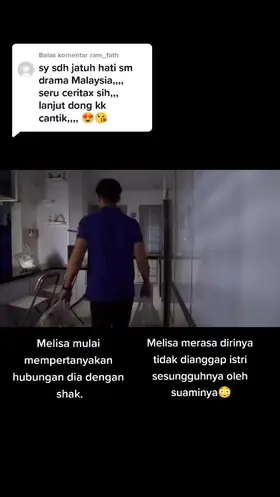 Balas komentar ram_fath
sy sdh jatuh hati sm
drama Malaysia,,,,
seru ceritax sih,,,
lanjut dong kk
cantik,,,, 😍😘
Melisa mulai
mempertanyakan
hubungan dia dengan
shak.
Melisa merasa dirinya
tidak dianggap istri
sesungguhnya oleh
suaminya😳